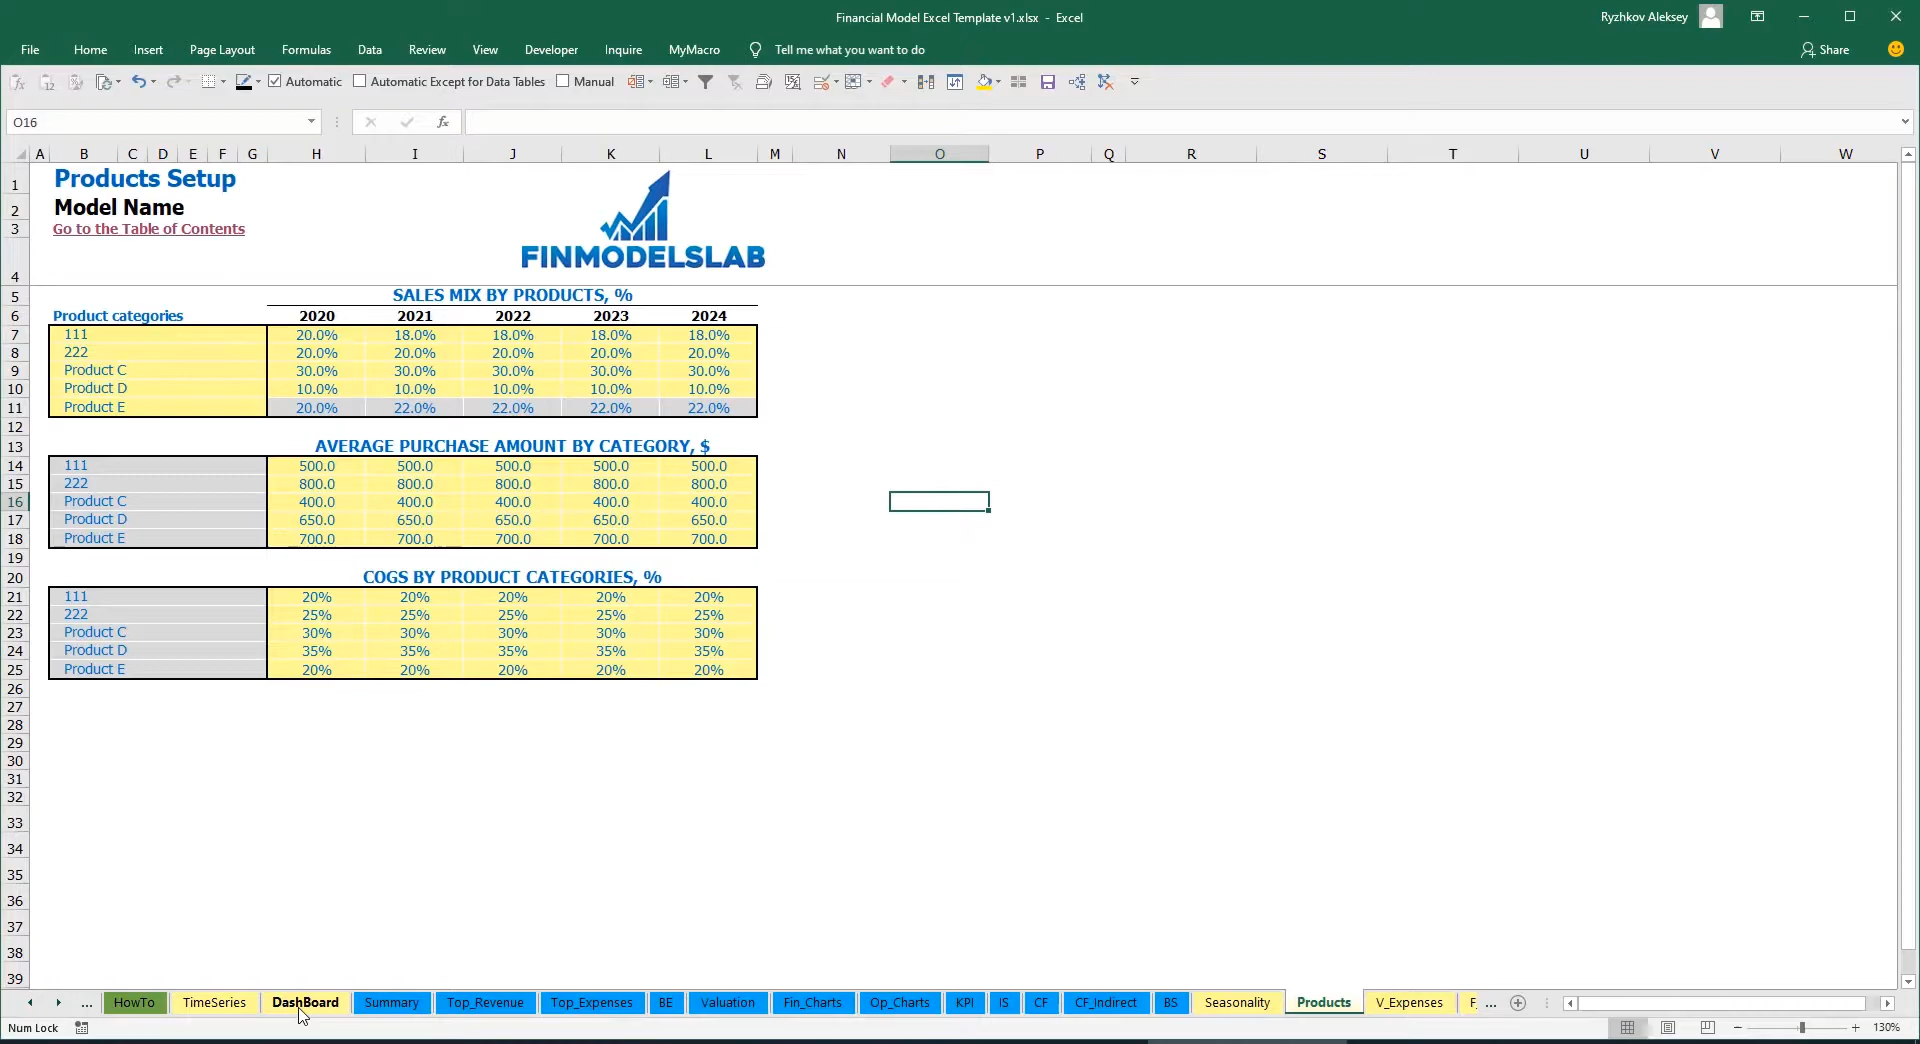 Financial Model Excel Template v1.xlsx - Excel
Ryzhkov Aleksey
File Home Insert Page Layout Formulas Data Review View Developer Inquire MyMacro Tell me what you want to do Share
Automatic Automatic Except for Data Tables Manual
O16 fx
A B C D E F G H I J K L M N O P Q R S T U V W
1 Products Setup
2 Model Name
3 Go to the Table of Contents
FINMODELSLAB
4
5 SALES MIX BY PRODUCTS, %
6 Product categories 2020 2021 2022 2023 2024
7 111 20.0% 18.0% 18.0% 18.0% 18.0%
8 222 20.0% 20.0% 20.0% 20.0% 20.0%
9 Product C 30.0% 30.0% 30.0% 30.0% 30.0%
10 Product D 10.0% 10.0% 10.0% 10.0% 10.0%
11 Product E 20.0% 22.0% 22.0% 22.0% 22.0%
12
13 AVERAGE PURCHASE AMOUNT BY CATEGORY, $
14 111 500.0 500.0 500.0 500.0 500.0
15 222 800.0 800.0 800.0 800.0 800.0
16 Product C 400.0 400.0 400.0 400.0 400.0
17 Product D 650.0 650.0 650.0 650.0 650.0
18 Product E 700.0 700.0 700.0 700.0 700.0
19
20 COGS BY PRODUCT CATEGORIES, %
21 111 20% 20% 20% 20% 20%
22 222 25% 25% 25% 25% 25%
23 Product C 30% 30% 30% 30% 30%
24 Product D 35% 35% 35% 35% 35%
25 Product E 20% 20% 20% 20% 20%
26
27
28
29
30
31
32
33
34
35
36
37
38
39
... HowTo TimeSeries DashBoard Summary Top_Revenue Top_Expenses BE Valuation Fin_Charts Op_Charts KPI IS CF CF_Indirect BS Seasonality Products V_Expenses F_ ...
Num Lock 130%